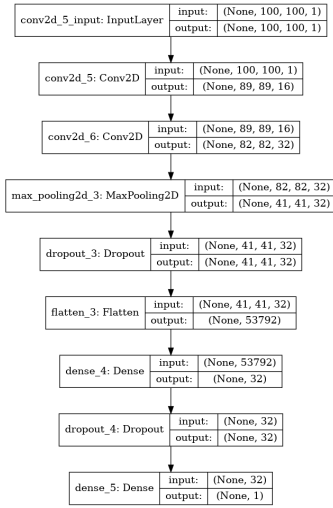 conv2d_5_input: InputLayer
input: (None, 100, 100, 1)
output: (None, 100, 100, 1)
conv2d_5: Conv2D
input: (None, 100, 100, 1)
output: (None, 89, 89, 16)
conv2d_6: Conv2D
input: (None, 89, 89, 16)
output: (None, 82, 82, 32)
max_pooling2d_3: MaxPooling2D
input: (None, 82, 82, 32)
output: (None, 41, 41, 32)
dropout_3: Dropout
input: (None, 41, 41, 32)
output: (None, 41, 41, 32)
flatten_3: Flatten
input: (None, 41, 41, 32)
output: (None, 53792)
dense_4: Dense
input: (None, 53792)
output: (None, 32)
dropout_4: Dropout
input: (None, 32)
output: (None, 32)
dense_5: Dense
input: (None, 32)
output: (None, 1)